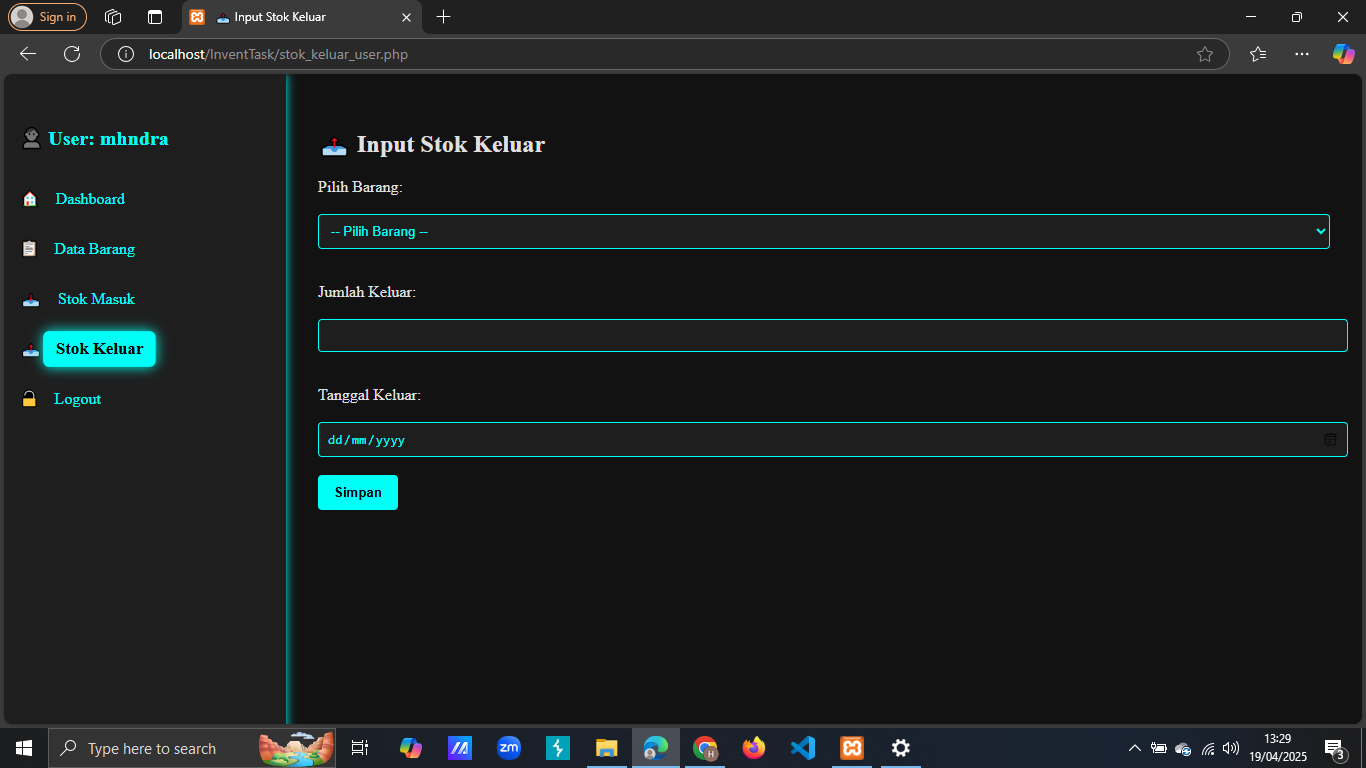 Sign in
Input Stok Keluar
localhost/InventTask/stok_keluar_user.php
User: mhndra
Dashboard
Data Barang
Stok Masuk
Stok Keluar
Logout
Input Stok Keluar
Pilih Barang:
-- Pilih Barang --
Jumlah Keluar:
Tanggal Keluar:
dd/mm/yyyy
Simpan
Type here to search
zm
H
13:29
19/04/2025
3